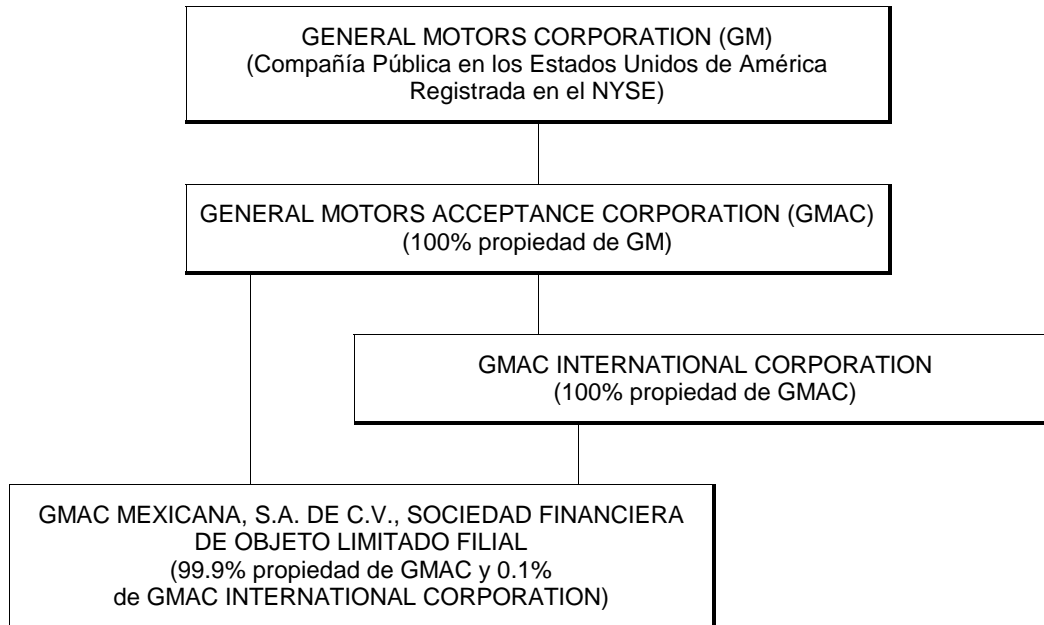 GENERAL MOTORS CORPORATION (GM)
(Compañía Pública en los Estados Unidos de América
Registrada en el NYSE)
GENERAL MOTORS ACCEPTANCE CORPORATION (GMAC)
(100% propiedad de GM)
GMAC INTERNATIONAL CORPORATION
(100% propiedad de GMAC)
GMAC MEXICANA, S.A. DE C.V., SOCIEDAD FINANCIERA
DE OBJETO LIMITADO FILIAL
(99.9% propiedad de GMAC y 0.1%
de GMAC INTERNATIONAL CORPORATION)